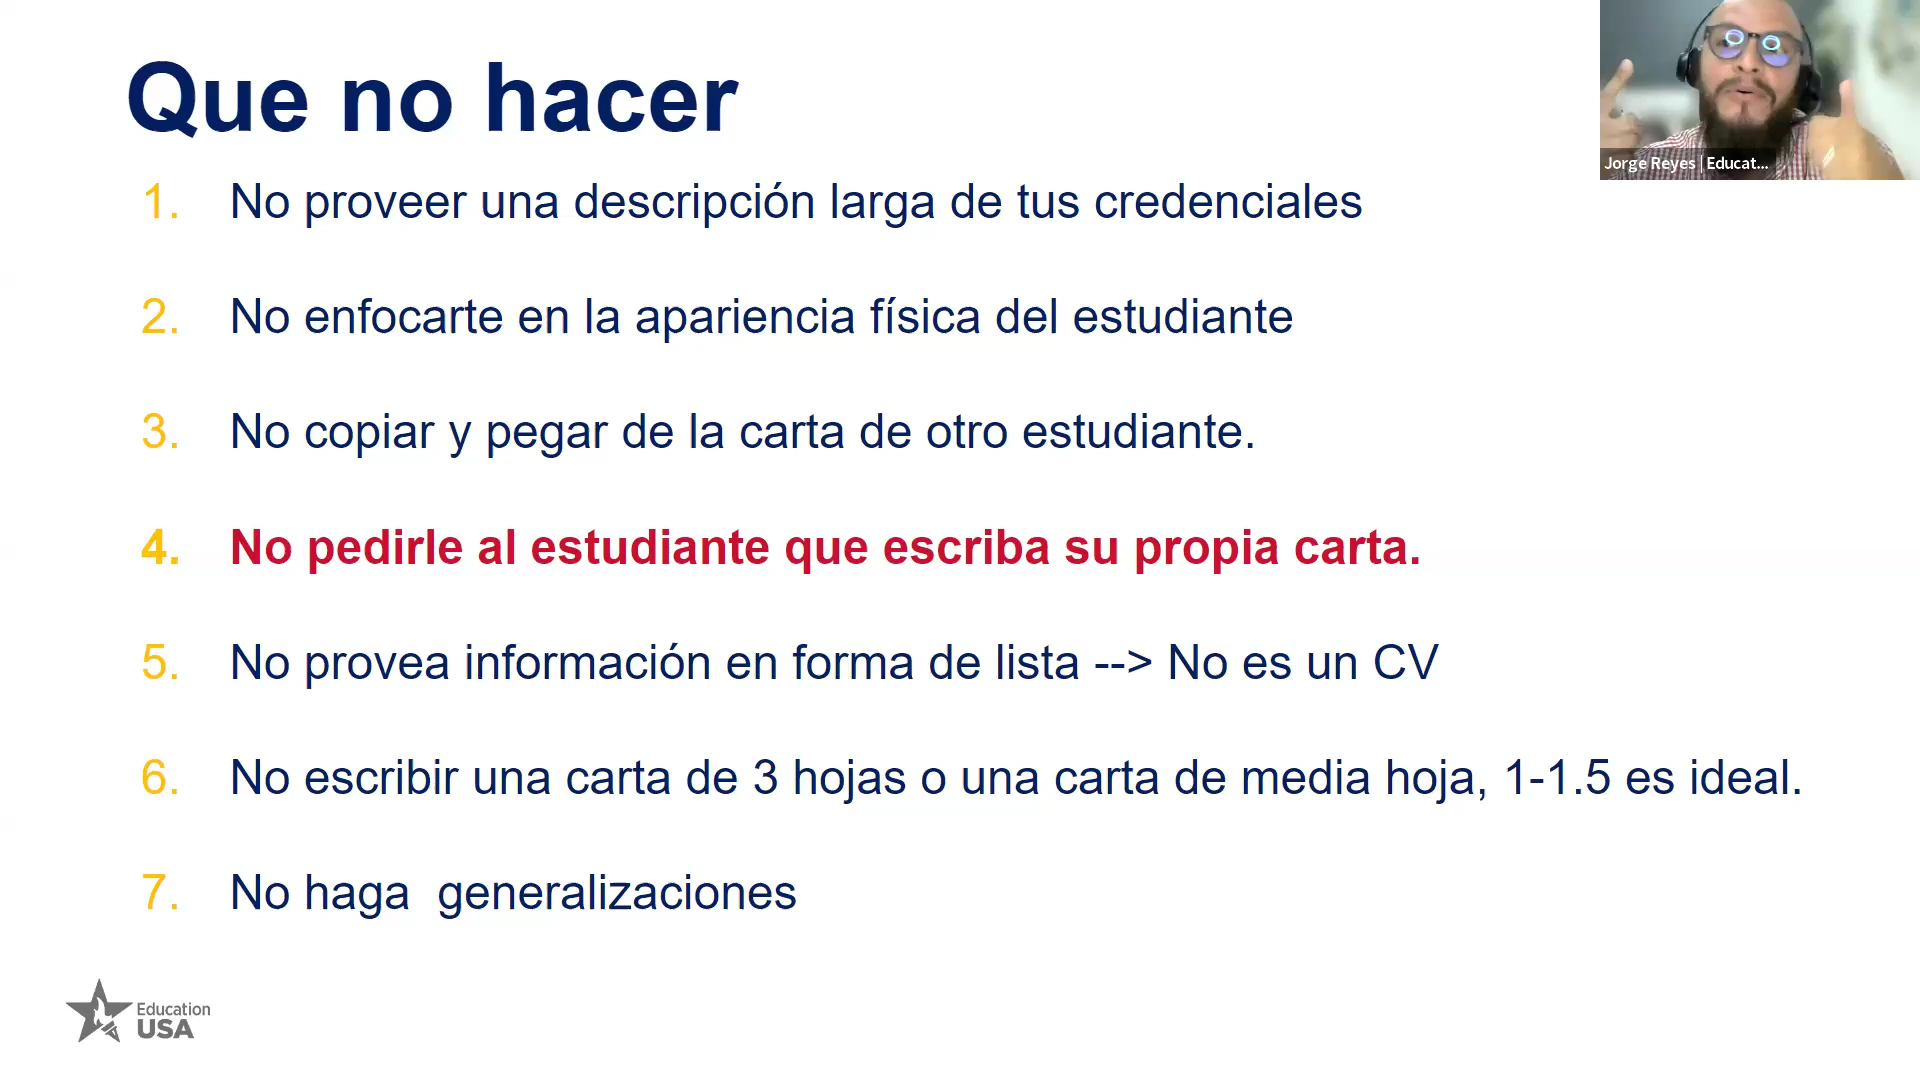 Que no hacer
Jorge Reyes | Educat...
1. No proveer una descripción larga de tus credenciales
2. No enfocarte en la apariencia física del estudiante
3. No copiar y pegar de la carta de otro estudiante.
4. No pedirle al estudiante que escriba su propia carta.
5. No provea información en forma de lista --> No es un CV
6. No escribir una carta de 3 hojas o una carta de media hoja, 1-1.5 es ideal.
7. No haga  generalizaciones
Education
USA